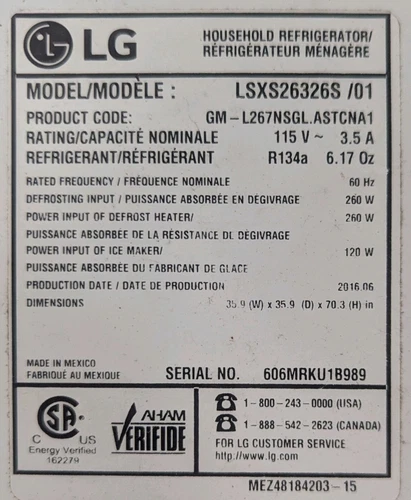 LG
HOUSEHOLD REFRIGERATOR/
RÉFRIGÉRATEUR MÉNAGÈRE
MODEL/MODÈLE : LSXS26326S /01
PRODUCT CODE: GM-L267NSGL.ASTCNA1
RATING/CAPACITÉ NOMINALE 115 V ~ 3.5 A
REFRIGERANT/RÉFRIGÉRANT R134a 6.17 Oz
RATED FREQUENCY / FRÉQUENCE NOMINALE 60 Hz
DEFROSTING INPUT / PUISSANCE ABSORBÉE EN DÉGIVRAGE 260 W
POWER INPUT OF DEFROST HEATER/ 260 W
PUISSANCE ABSORBÉE DE LA RÉSISTANCE DE DÉGIVRAGE
POWER INPUT OF ICE MAKER/ 120 W
PUISSANCE ABSORBÉE DU FABRICANT DE GLACE
PRODUCTION DATE / DATE DE PRODUCTION 2016.06
DIMENSIONS 35.9 (W) x 35.9 (D) x 70.3 (H) in
MADE IN MEXICO
FABRIQUÉ AU MEXIQUE
SERIAL NO. 606MRKU1B989
CSA
C US
Energy Verified
162279
AHAM
VERIFIDE
1-800-243-0000 (USA)
1-888-542-2623 (CANADA)
FOR LG CUSTOMER SERVICE
http://www.lg.com
MEZ48184203-15